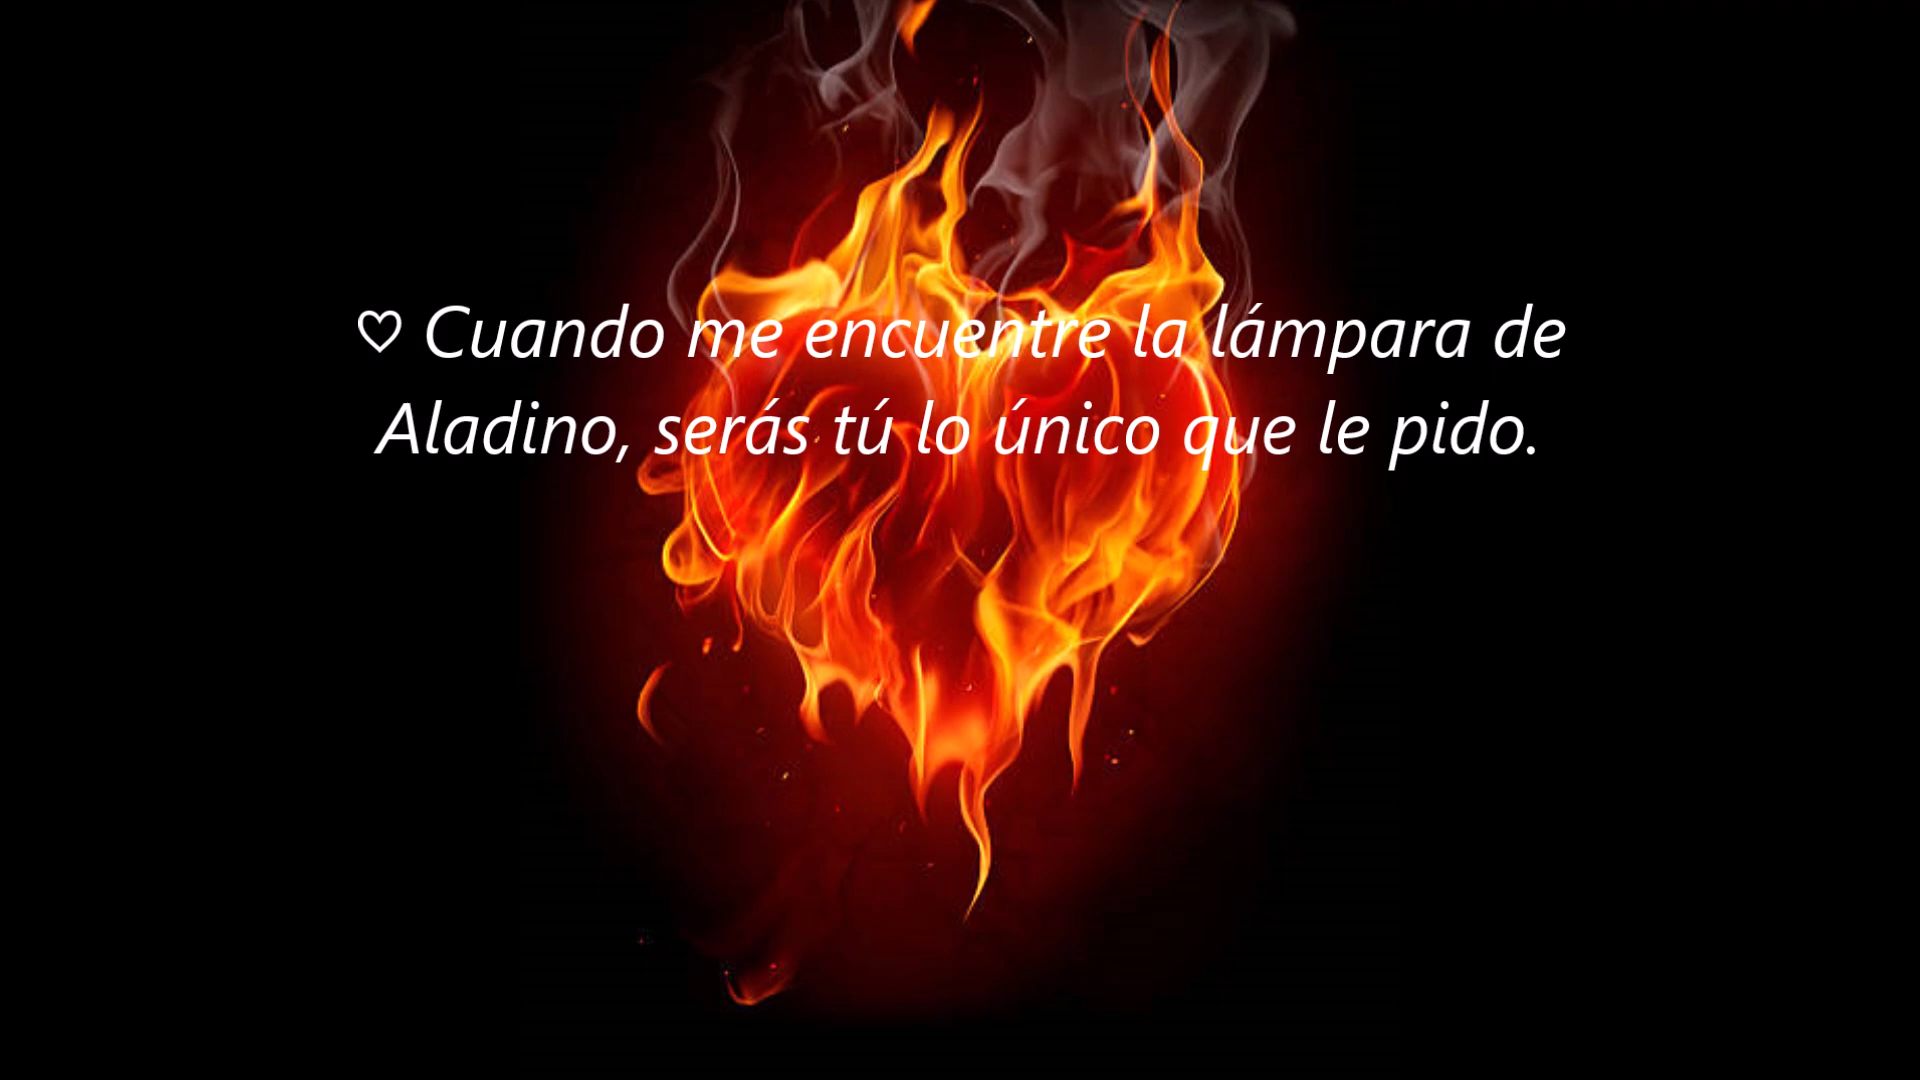 ♡ Cuando me encuentre la lámpara de
Aladino, serás tú lo único que le pido.